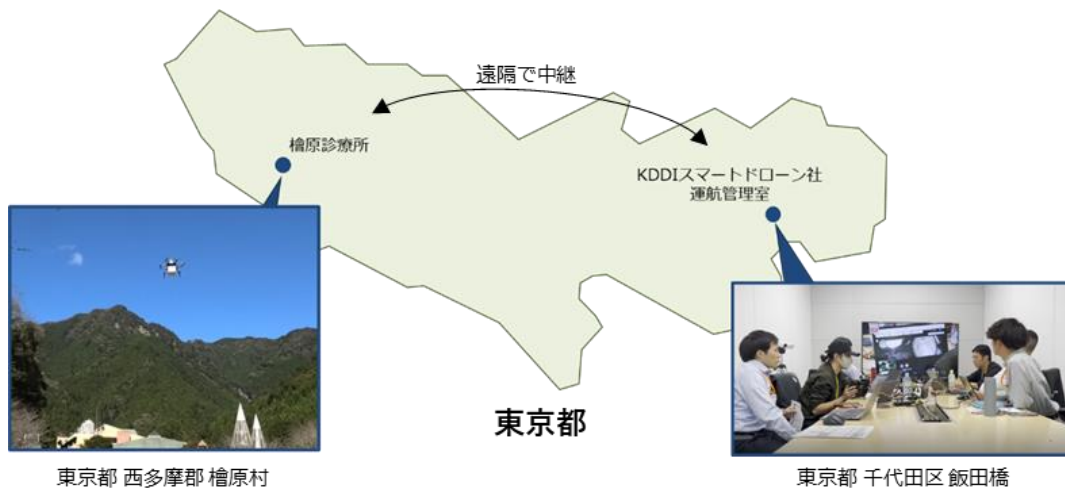 遠隔で中継
檜原診療所
KDDIスマートドローン社
運航管理室
東京都
東京都 西多摩郡 檜原村
東京都 千代田区 飯田橋